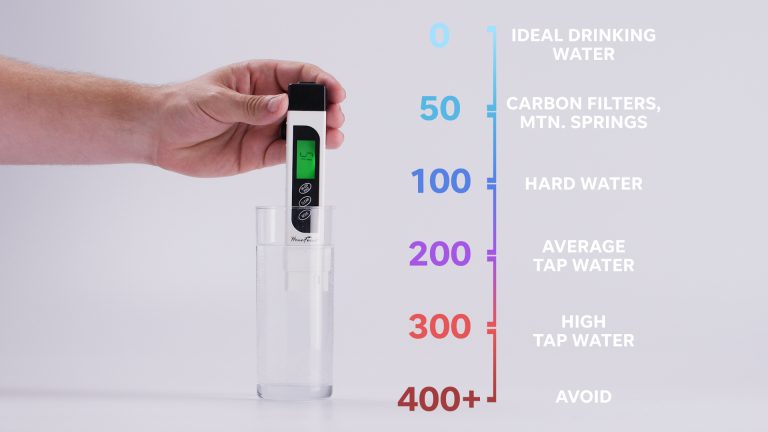 0
IDEAL DRINKING
WATER
50
CARBON FILTERS,
MTN. SPRINGS
100
HARD WATER
200
AVERAGE
TAP WATER
300
HIGH
TAP WATER
400+
AVOID